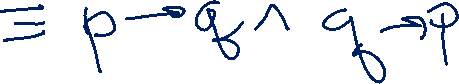 ≡ p → q ∧ q → p